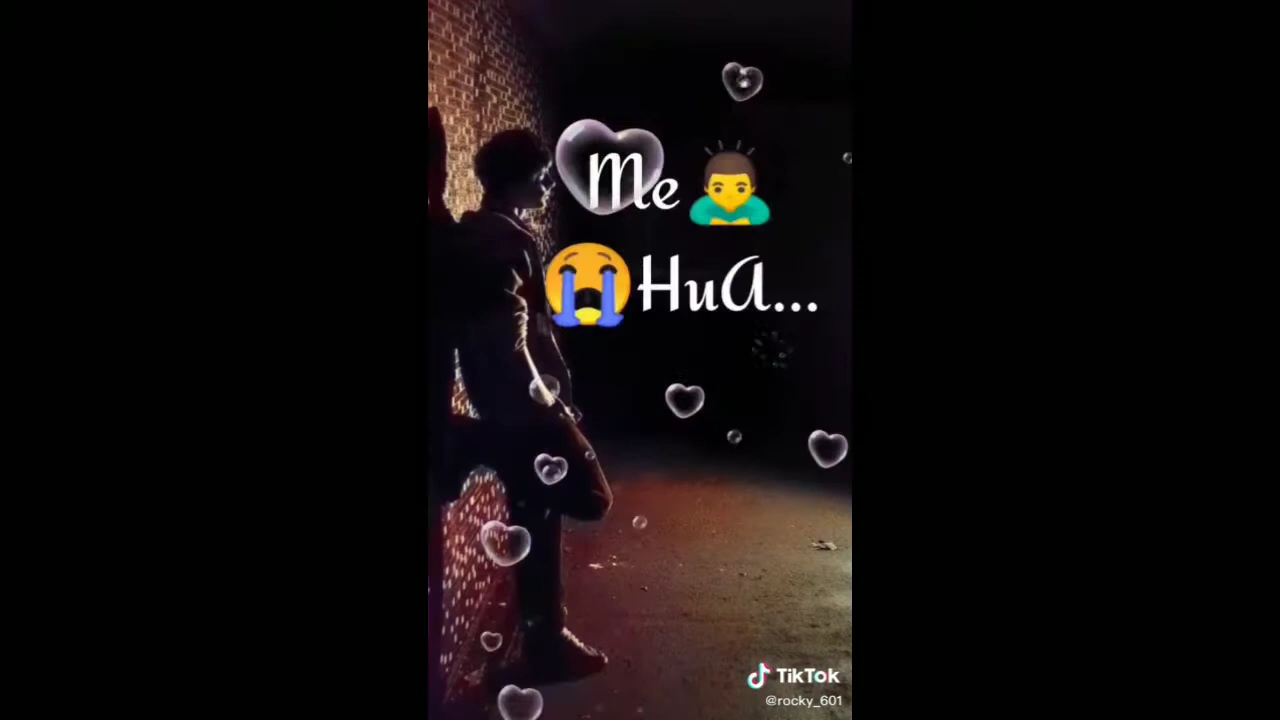 Me 🙇‍♂️
😭HuA...
TikTok
@rocky_601